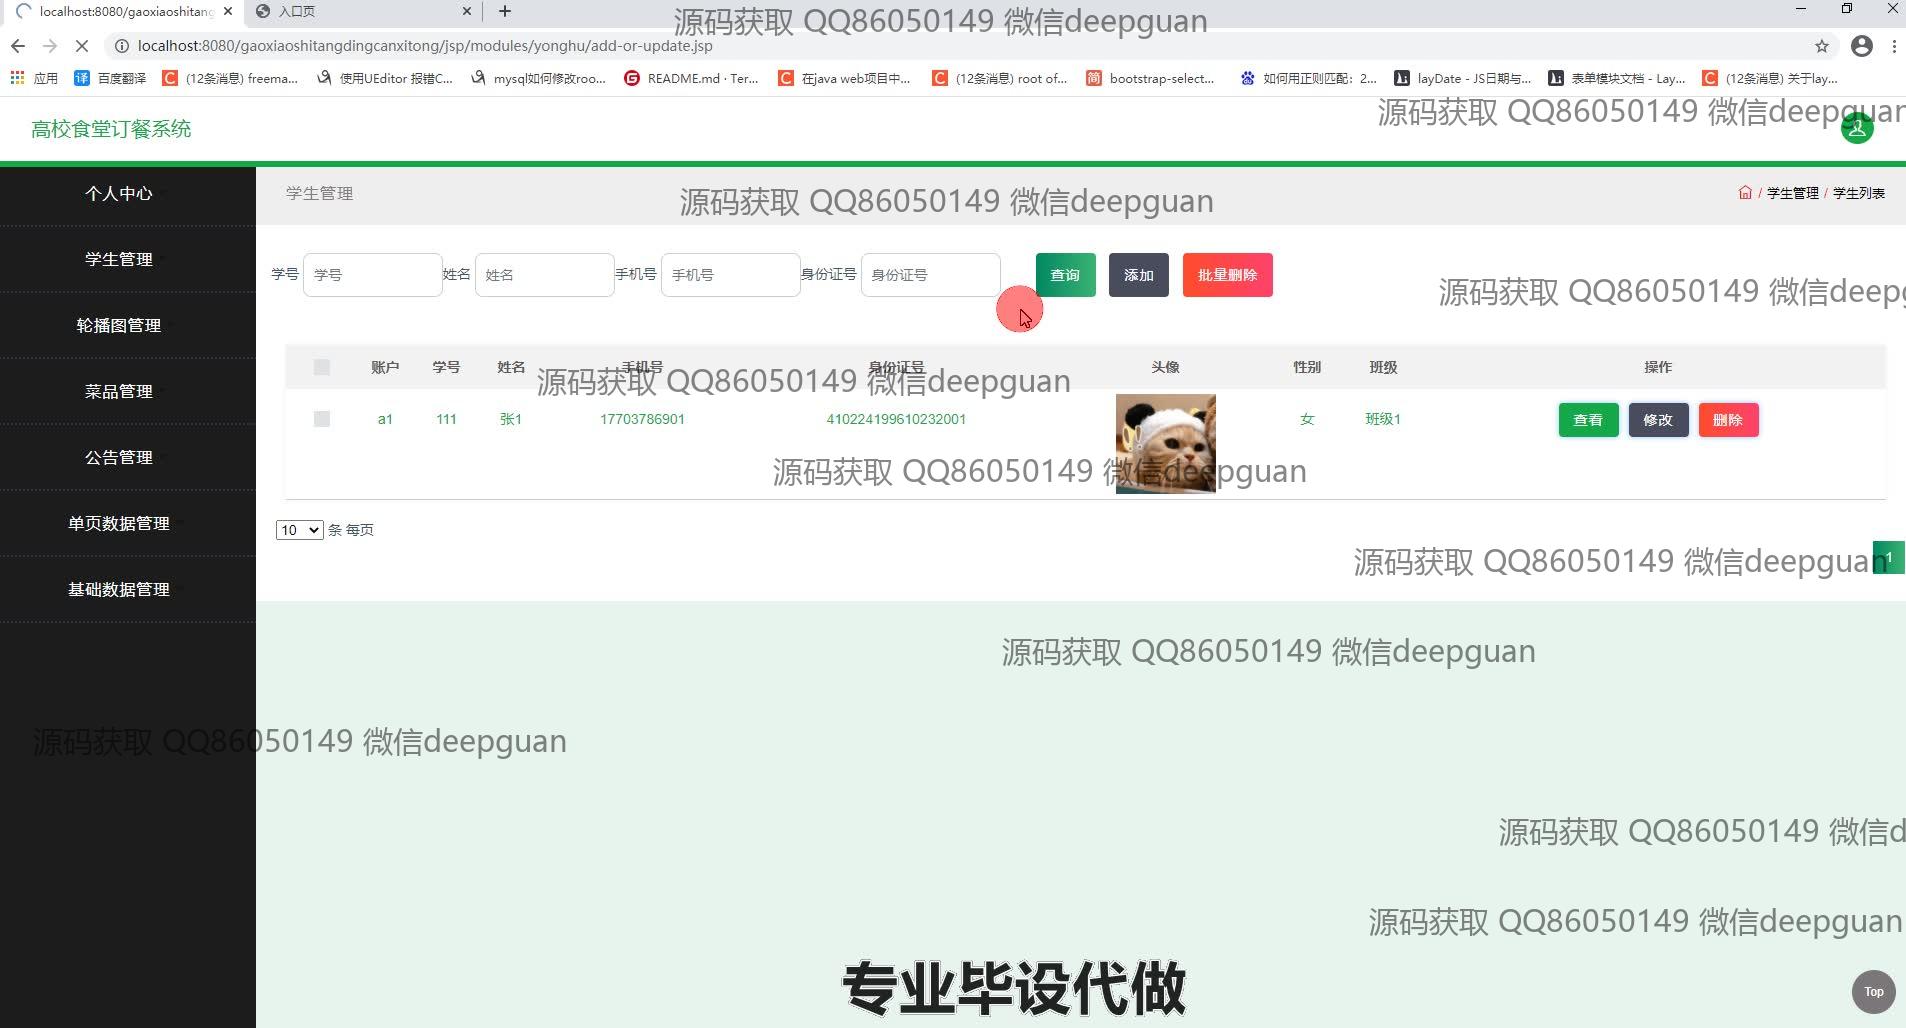 localhost:8080/gaoxiaoshitang
入口页
localhost:8080/gaoxiaoshitangdingcanxitong/jsp/modules/yonghu/add-or-update.jsp
源码获取 QQ86050149 微信deepguan
应用 百度翻译 (12条消息) freema... 使用UEditor 报错C... mysql如何修改roo... README.md · Ter... 在java web项目中... (12条消息) root of... bootstrap-select... 如何用正则匹配：2... layDate - JS日期与... 表单模块文档 - Lay... (12条消息) 关于lay...
源码获取 QQ86050149 微信deepguan
高校食堂订餐系统
个人中心
学生管理
轮播图管理
菜品管理
公告管理
单页数据管理
基础数据管理
学生管理
源码获取 QQ86050149 微信deepguan
/ 学生管理 / 学生列表
学号 学号 姓名 姓名 手机号 手机号 身份证号 身份证号 查询 添加 批量删除
源码获取 QQ86050149 微信deepg
账户 学号 姓名 手机号 身份证号 头像 性别 班级 操作
源码获取 QQ86050149 微信deepguan
a1 111 张1 17703786901 410224199610232001 女 班级1 查看 修改 删除
源码获取 QQ86050149 微信deepguan
10 条 每页
源码获取 QQ86050149 微信deepguan
1
源码获取 QQ86050149 微信deepguan
源码获取 QQ86050149 微信deepguan
源码获取 QQ86050149 微信d
源码获取 QQ86050149 微信deepguan
专业毕设代做
Top